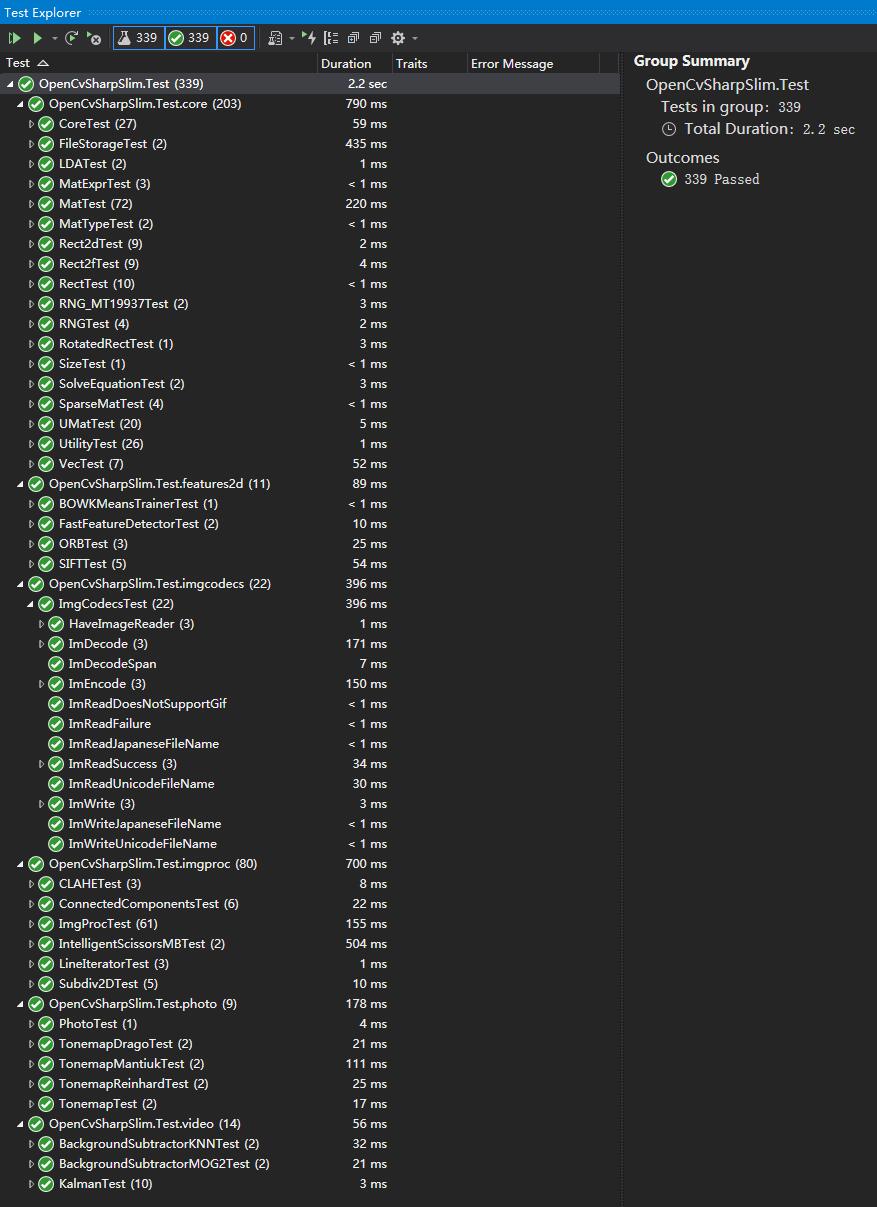 Test Explorer
339 339 0
Test Duration Traits Error Message
OpenCvSharpSlim.Test (339) 2.2 sec
OpenCvSharpSlim.Test.core (203) 790 ms
CoreTest (27) 59 ms
FileStorageTest (2) 435 ms
LDATest (2) 1 ms
MatExprTest (3) < 1 ms
MatTest (72) 220 ms
MatTypeTest (2) < 1 ms
Rect2dTest (9) 2 ms
Rect2fTest (9) 4 ms
RectTest (10) < 1 ms
RNG_MT19937Test (2) 3 ms
RNGTest (4) 2 ms
RotatedRectTest (1) 3 ms
SizeTest (1) < 1 ms
SolveEquationTest (2) 3 ms
SparseMatTest (4) < 1 ms
UMatTest (20) 5 ms
UtilityTest (26) 1 ms
VecTest (7) 52 ms
OpenCvSharpSlim.Test.features2d (11) 89 ms
BOWKMeansTrainerTest (1) < 1 ms
FastFeatureDetectorTest (2) 10 ms
ORBTest (3) 25 ms
SIFTTest (5) 54 ms
OpenCvSharpSlim.Test.imgcodecs (22) 396 ms
ImgCodecsTest (22) 396 ms
HaveImageReader (3) 1 ms
ImDecode (3) 171 ms
ImDecodeSpan 7 ms
ImEncode (3) 150 ms
ImReadDoesNotSupportGif < 1 ms
ImReadFailure < 1 ms
ImReadJapaneseFileName < 1 ms
ImReadSuccess (3) 34 ms
ImReadUnicodeFileName 30 ms
ImWrite (3) 3 ms
ImWriteJapaneseFileName < 1 ms
ImWriteUnicodeFileName < 1 ms
OpenCvSharpSlim.Test.imgproc (80) 700 ms
CLAHETest (3) 8 ms
ConnectedComponentsTest (6) 22 ms
ImgProcTest (61) 155 ms
IntelligentScissorsMBTest (2) 504 ms
LineIteratorTest (3) 1 ms
Subdiv2DTest (5) 10 ms
OpenCvSharpSlim.Test.photo (9) 178 ms
PhotoTest (1) 4 ms
TonemapDragoTest (2) 21 ms
TonemapMantiukTest (2) 111 ms
TonemapReinhardTest (2) 25 ms
TonemapTest (2) 17 ms
OpenCvSharpSlim.Test.video (14) 56 ms
BackgroundSubtractorKNNTest (2) 32 ms
BackgroundSubtractorMOG2Test (2) 21 ms
KalmanTest (10) 3 ms
Group Summary
OpenCvSharpSlim.Test
Tests in group: 339
Total Duration: 2.2 sec
Outcomes
339 Passed